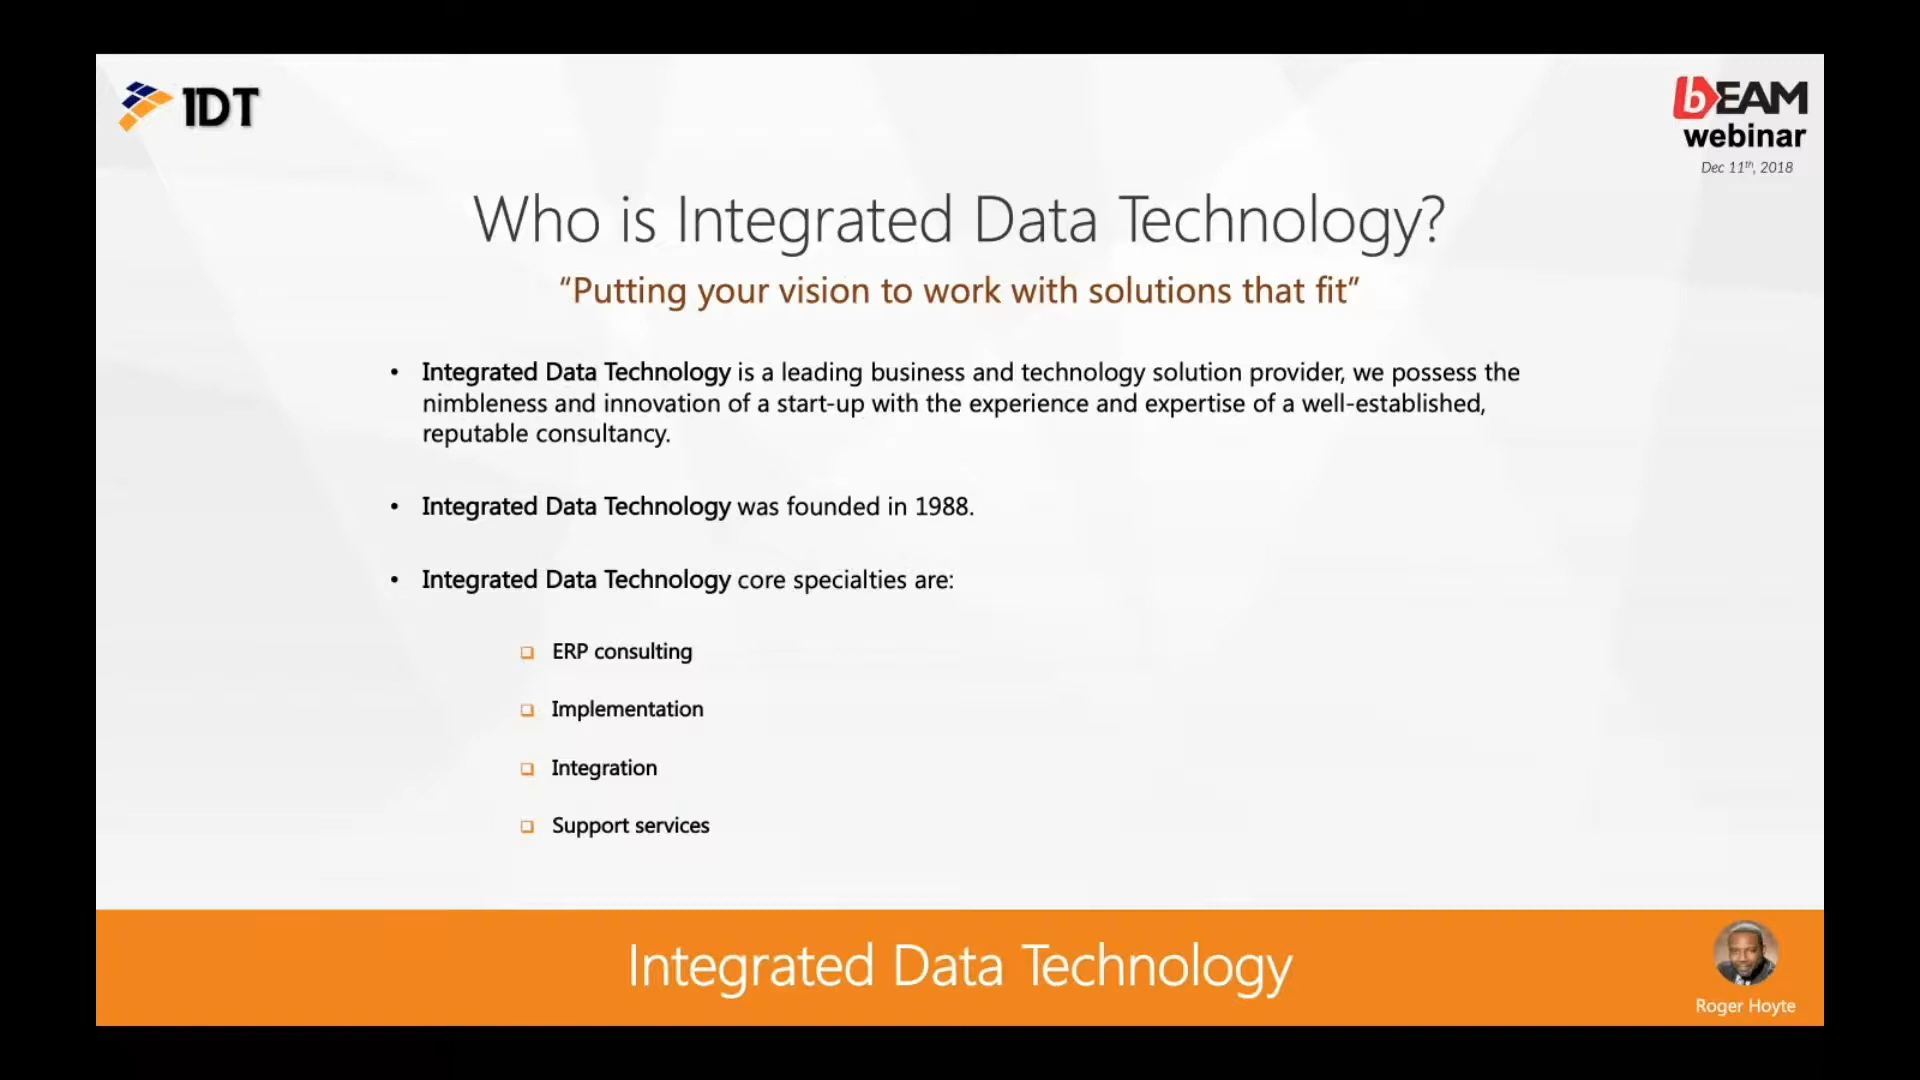 IDT
bEAM
webinar
Dec 11th, 2018
Who is Integrated Data Technology?
“Putting your vision to work with solutions that fit”
• Integrated Data Technology is a leading business and technology solution provider, we possess the
nimbleness and innovation of a start-up with the experience and expertise of a well-established,
reputable consultancy.
• Integrated Data Technology was founded in 1988.
• Integrated Data Technology core specialties are:
❑ ERP consulting
❑ Implementation
❑ Integration
❑ Support services
Integrated Data Technology
Roger Hoyte